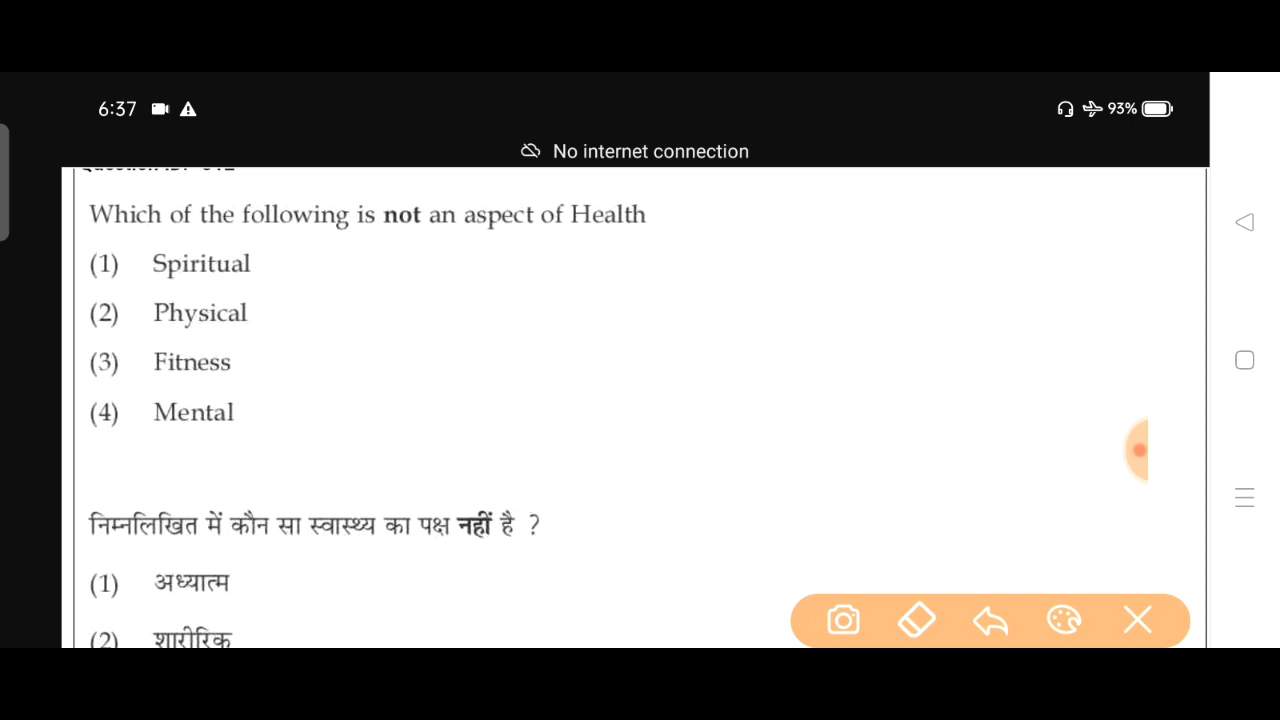 6:37
93%
No internet connection
Which of the following is not an aspect of Health
(1) Spiritual
(2) Physical
(3) Fitness
(4) Mental
निम्नलिखित में कौन सा स्वास्थ्य का पक्ष नहीं है ?
(1) अध्यात्म
(2) शारीरिक